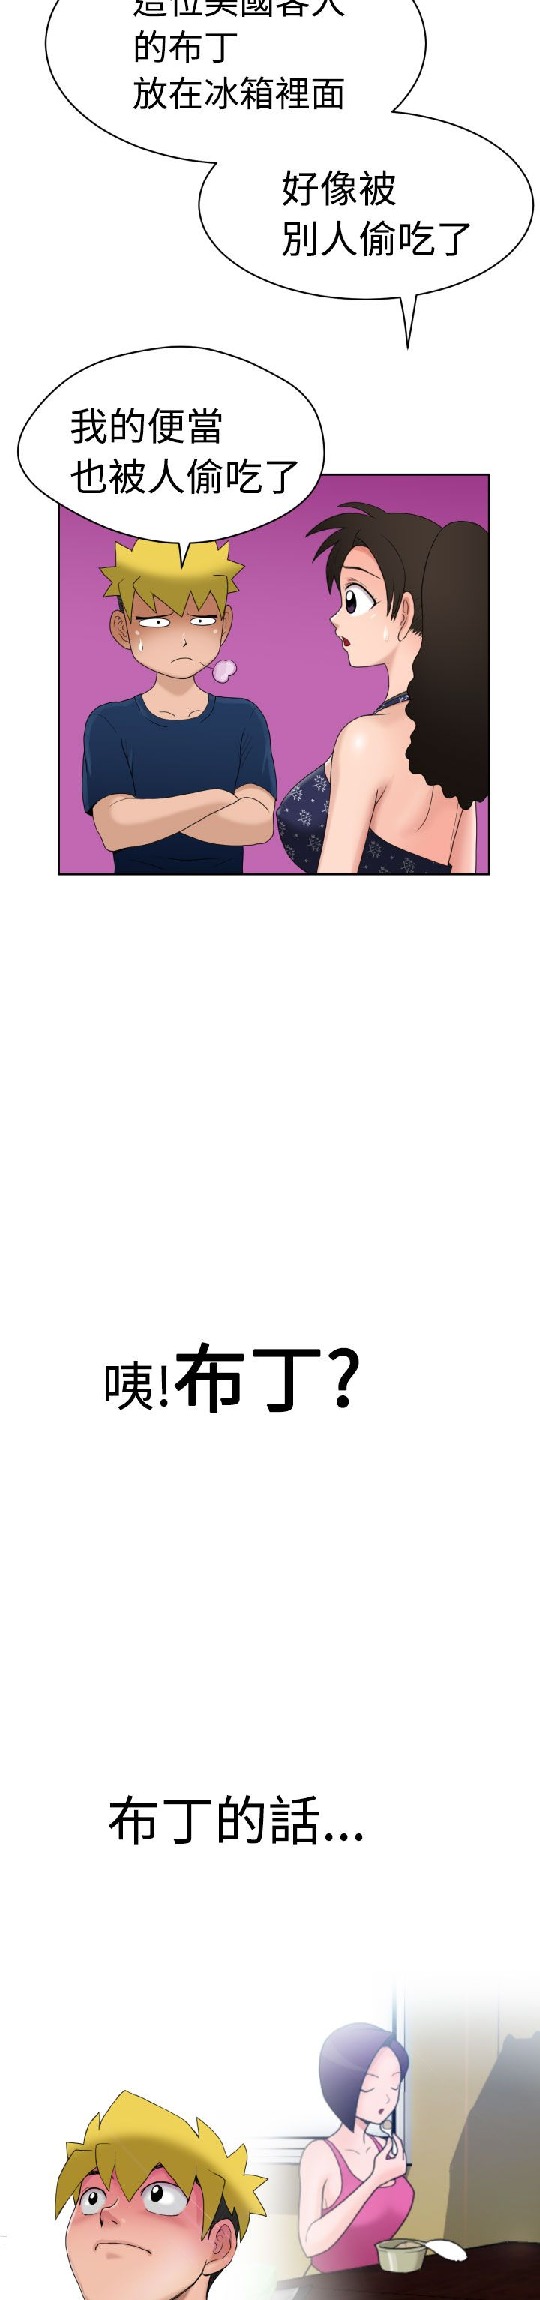 這位美國客人
的布丁
放在冰箱裡面
好像被
別人偷吃了
我的便當
也被人偷吃了
咦!布丁?
布丁的話...